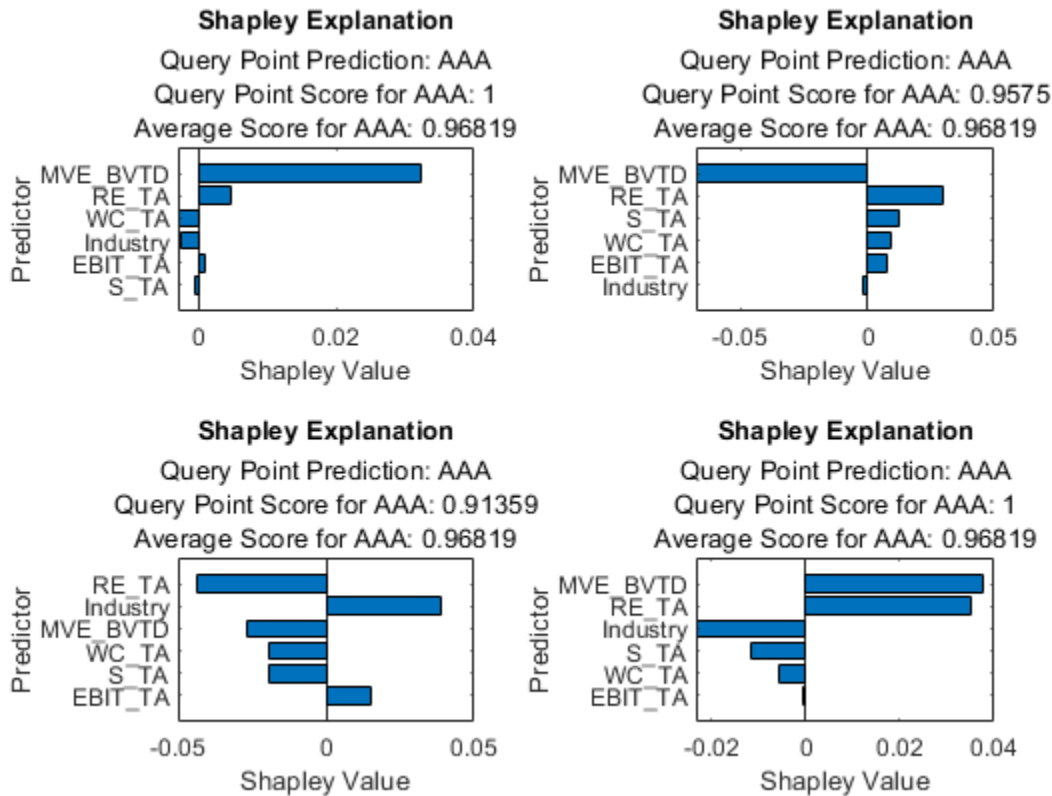 Shapley Explanation
Query Point Prediction: AAA
Query Point Score for AAA: 1
Average Score for AAA: 0.96819
Predictor
MVE_BVTD
RE_TA
WC_TA
Industry
EBIT_TA
S_TA
0 0.02 0.04
Shapley Value
Shapley Explanation
Query Point Prediction: AAA
Query Point Score for AAA: 0.9575
Average Score for AAA: 0.96819
Predictor
MVE_BVTD
RE_TA
S_TA
WC_TA
EBIT_TA
Industry
-0.05 0 0.05
Shapley Value
Shapley Explanation
Query Point Prediction: AAA
Query Point Score for AAA: 0.91359
Average Score for AAA: 0.96819
Predictor
RE_TA
Industry
MVE_BVTD
WC_TA
S_TA
EBIT_TA
-0.05 0 0.05
Shapley Value
Shapley Explanation
Query Point Prediction: AAA
Query Point Score for AAA: 1
Average Score for AAA: 0.96819
Predictor
MVE_BVTD
RE_TA
Industry
S_TA
WC_TA
EBIT_TA
-0.02 0 0.02 0.04
Shapley Value